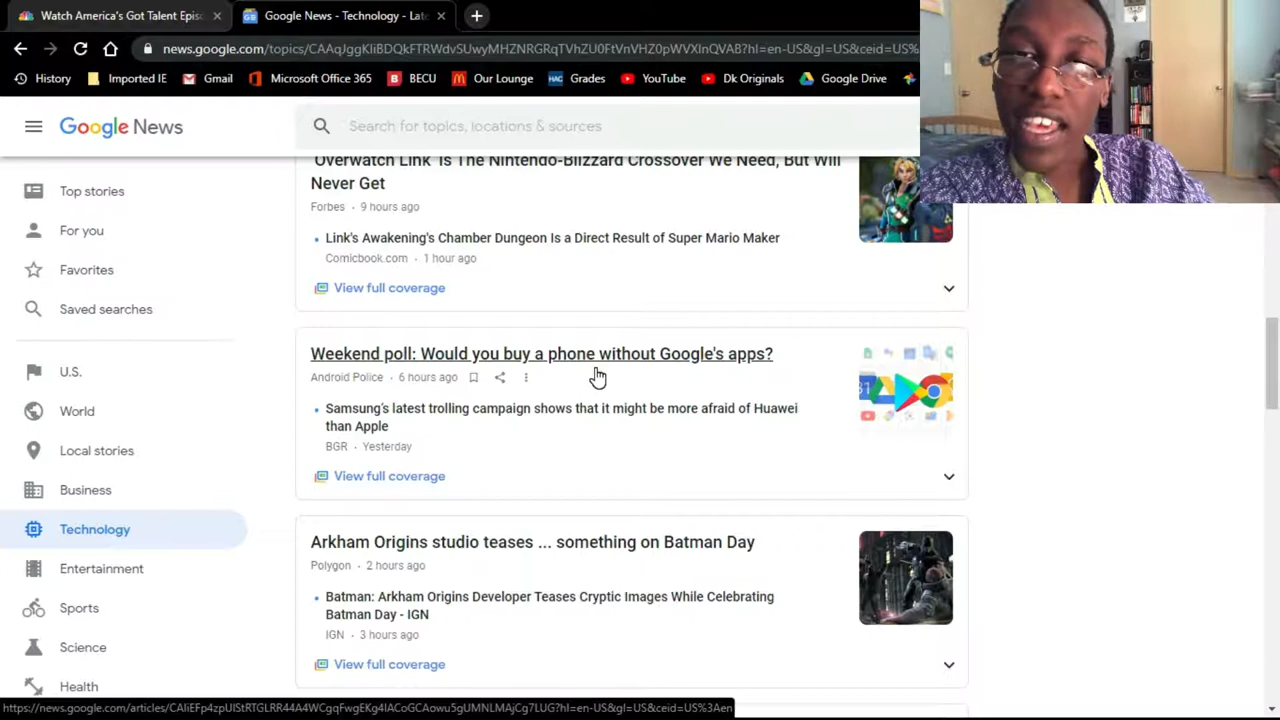 Watch America's Got Talent Epis
Google News - Technology - Late
news.google.com/topics/CAAqJggKIiBDQkFTRWdvSUwyMHZNRGRqTVhZU0FtVnVHZ0pWVXlnQVAB?hl=en-US&gl=US&ceid=US%
History Imported IE Gmail Microsoft Office 365 BECU Our Lounge HAC Grades YouTube Dk Originals Google Drive
Google News
Search for topics, locations & sources
Top stories
For you
Favorites
Saved searches
U.S.
World
Local stories
Business
Technology
Entertainment
Sports
Science
Health
'Overwatch Link' Is The Nintendo-Blizzard Crossover We Need, But Will
Never Get
Forbes • 9 hours ago
• Link's Awakening's Chamber Dungeon Is a Direct Result of Super Mario Maker
Comicbook.com • 1 hour ago
View full coverage
Weekend poll: Would you buy a phone without Google's apps?
Android Police • 6 hours ago
• Samsung's latest trolling campaign shows that it might be more afraid of Huawei
than Apple
BGR • Yesterday
View full coverage
31
Arkham Origins studio teases ... something on Batman Day
Polygon • 2 hours ago
• Batman: Arkham Origins Developer Teases Cryptic Images While Celebrating
Batman Day - IGN
IGN • 3 hours ago
View full coverage